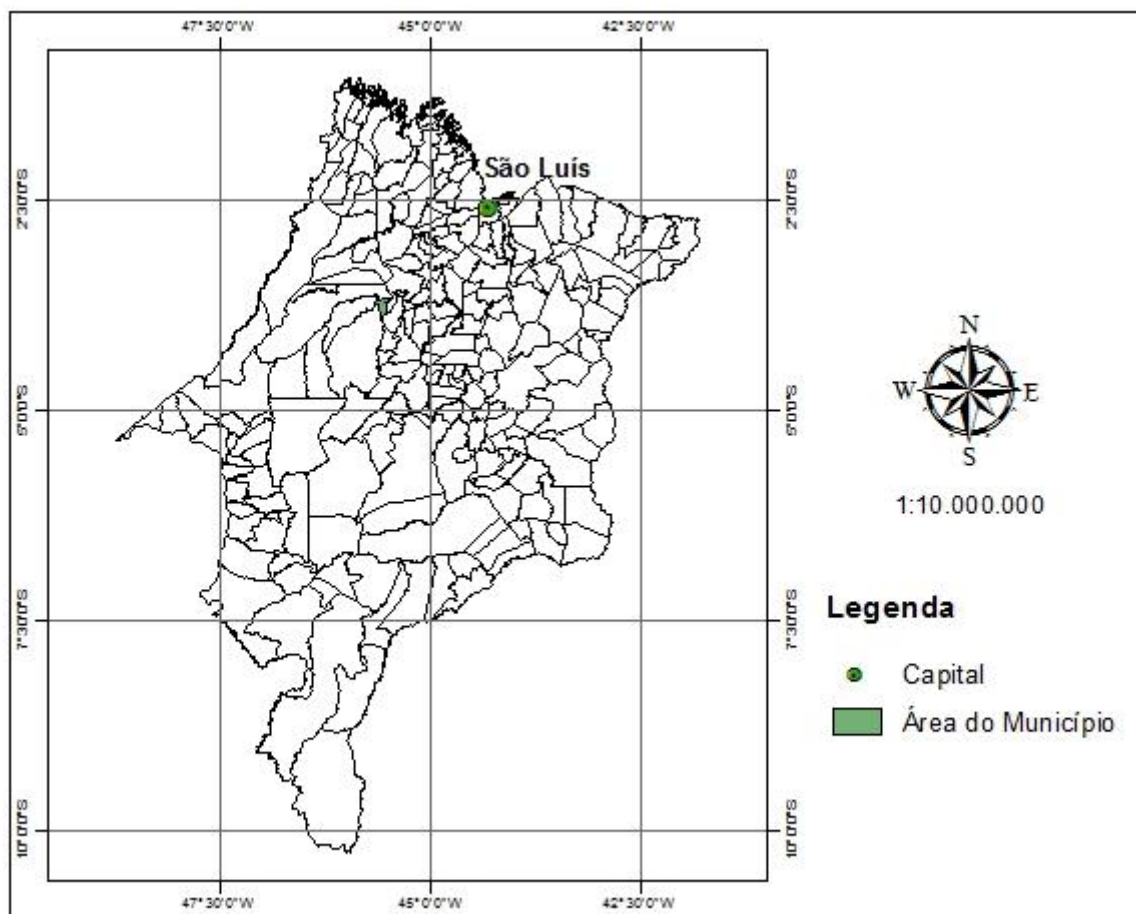 47°30'0"W 45°0'0"W 42°30'0"W
São Luís
2°30'0"S 2°30'0"S
5°0'0"S 5°0'0"S
7°30'0"S 7°30'0"S
10°0'0"S 10°0'0"S
47°30'0"W 45°0'0"W 42°30'0"W
N
W E
S
1:10.000.000
Legenda
Capital
Área do Município